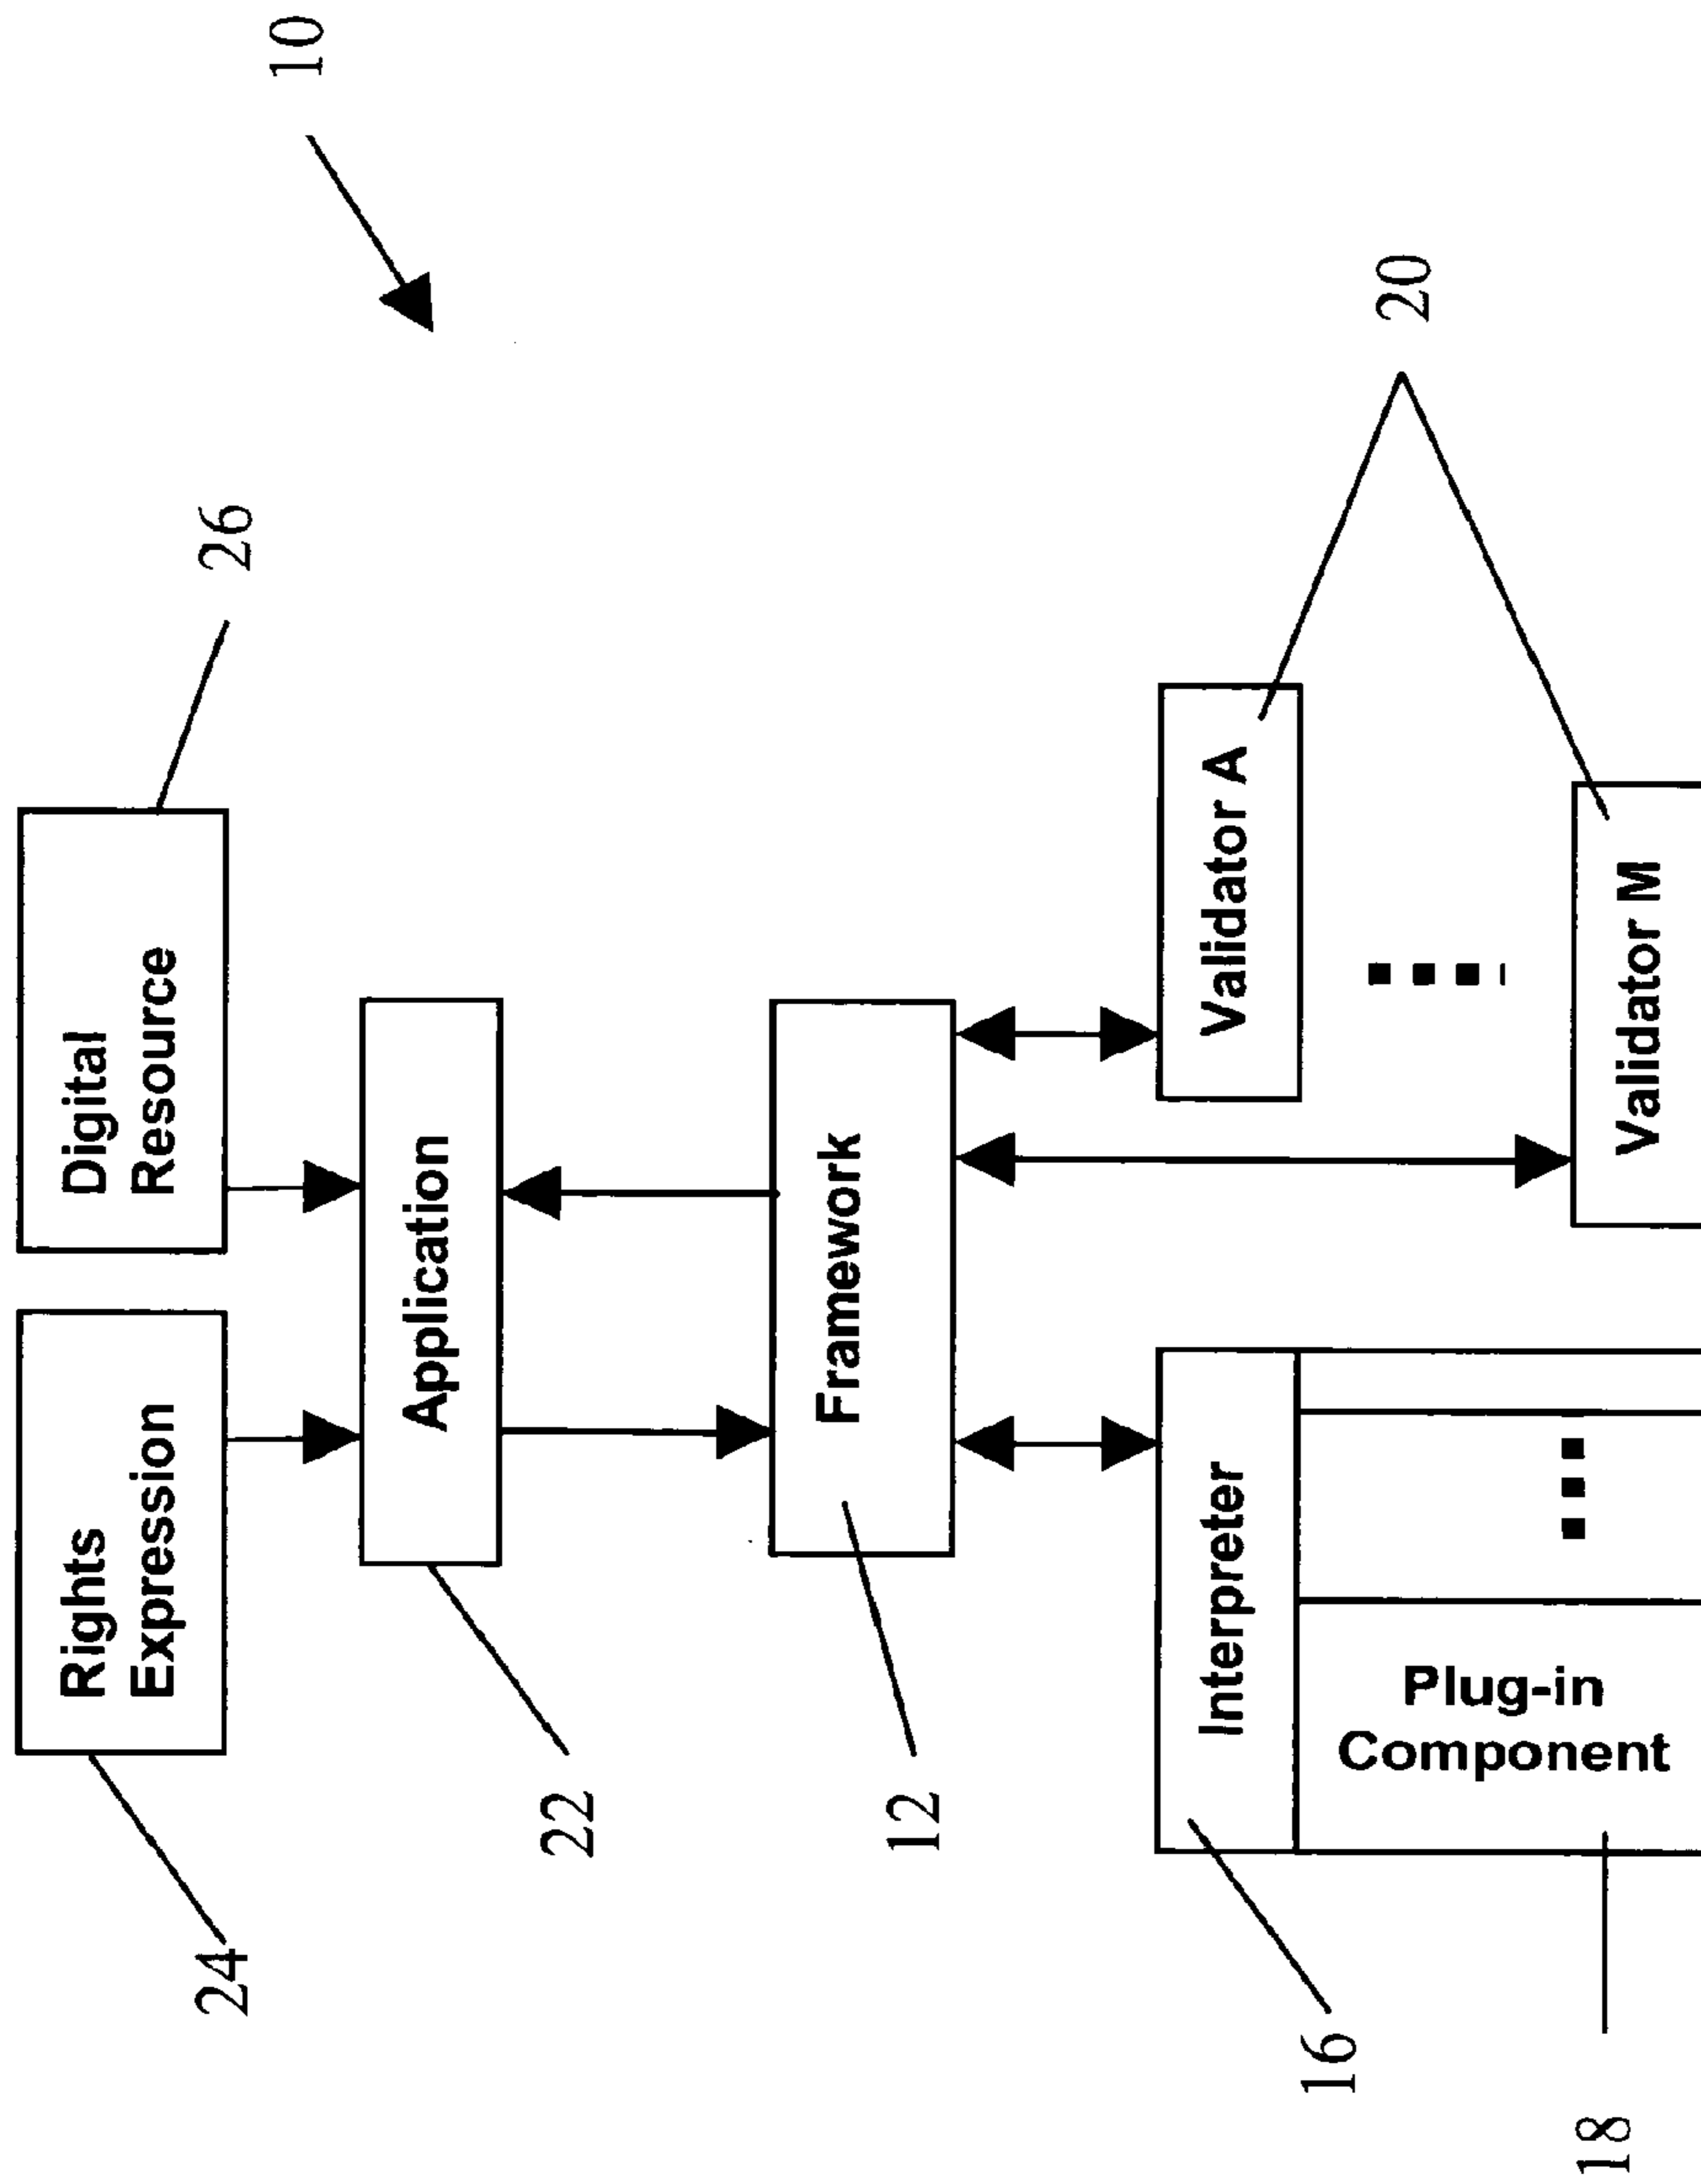 10
26
Digital
Resource
Rights
Expression
24
Application
22
Framework
12
20
Validator A
Validator M
Interpreter
16
Plug-in
Component
18